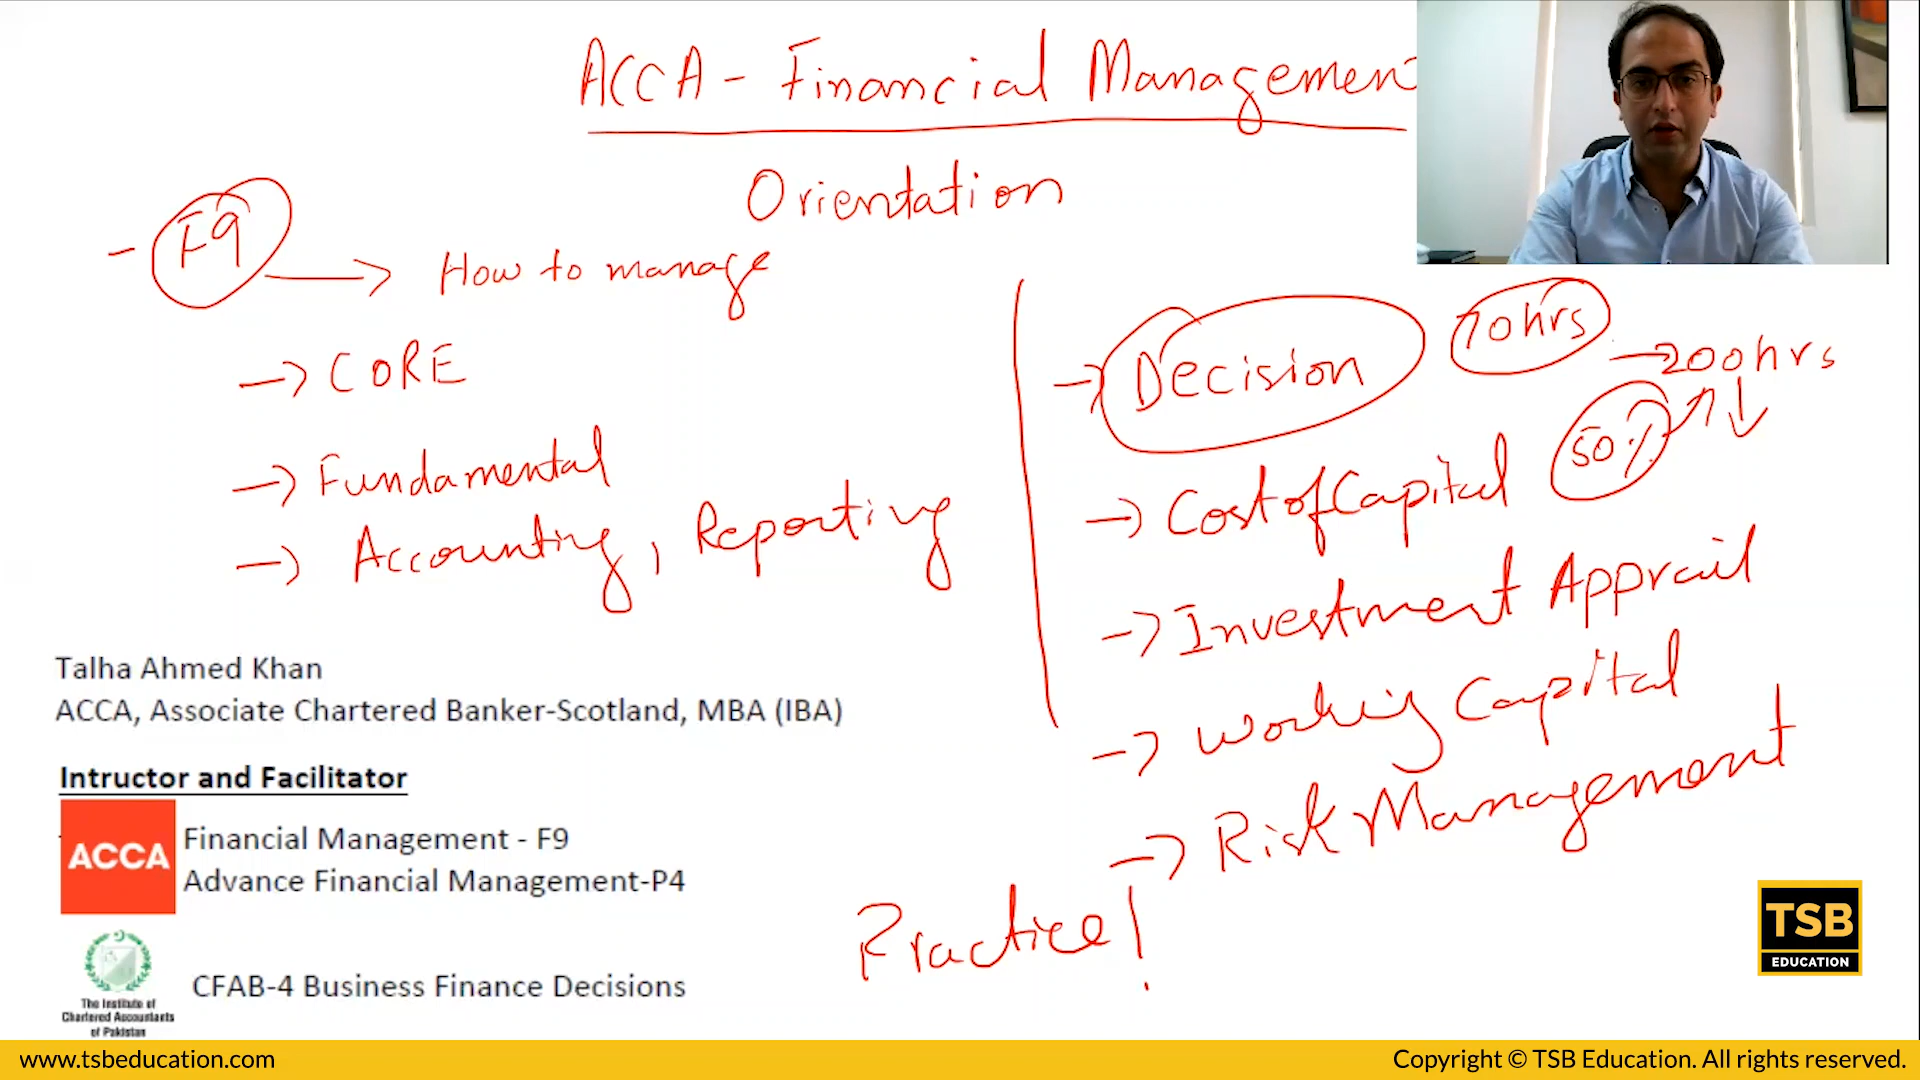 ACCA - Financial Managemen
Orientation
- F9
How to manage
→ CORE
→ Fundamental
→ Accounting, Reporting
→ Decision
70hrs
→ 200hrs
50%
→ Cost of Capital
→ Investment Apprail
→ Working Capital
→ Risk Management
Practice!
Talha Ahmed Khan
ACCA, Associate Chartered Banker-Scotland, MBA (IBA)
Intructor and Facilitator
ACCA
Financial Management - F9
Advance Financial Management-P4
The Institute of
Chartered Accountants
of Pakistan
CFAB-4 Business Finance Decisions
TSB
EDUCATION
www.tsbeducation.com
Copyright © TSB Education. All rights reserved.